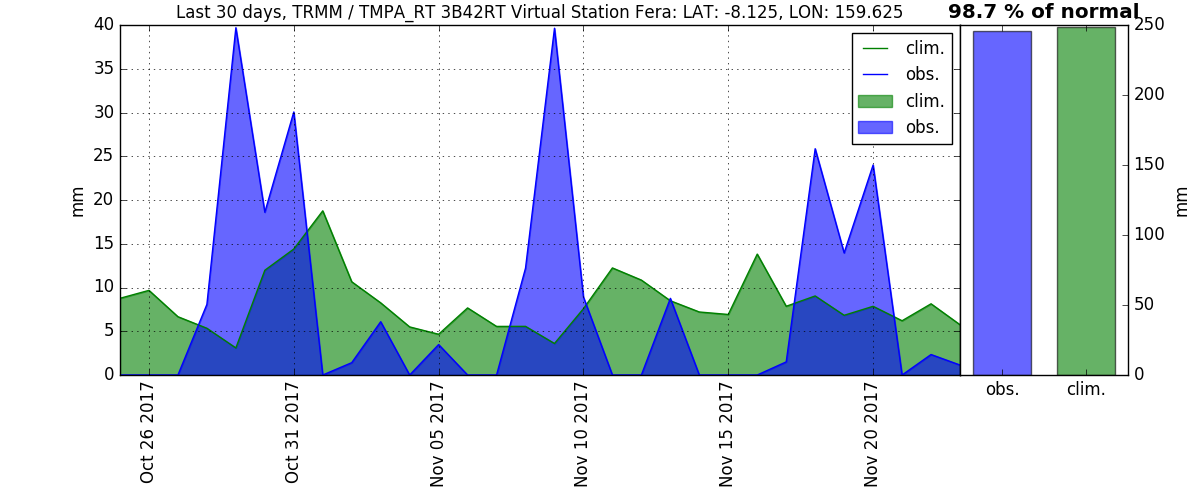 Last 30 days, TRMM / TMPA_RT 3B42RT Virtual Station Fera: LAT: -8.125, LON: 159.625
98.7 % of normal
40
35
30
25
20
15
10
5
0
mm
clim.
obs.
clim.
obs.
250
200
150
100
50
0
mm
obs.
clim.
Oct 26 2017
Oct 31 2017
Nov 05 2017
Nov 10 2017
Nov 15 2017
Nov 20 2017